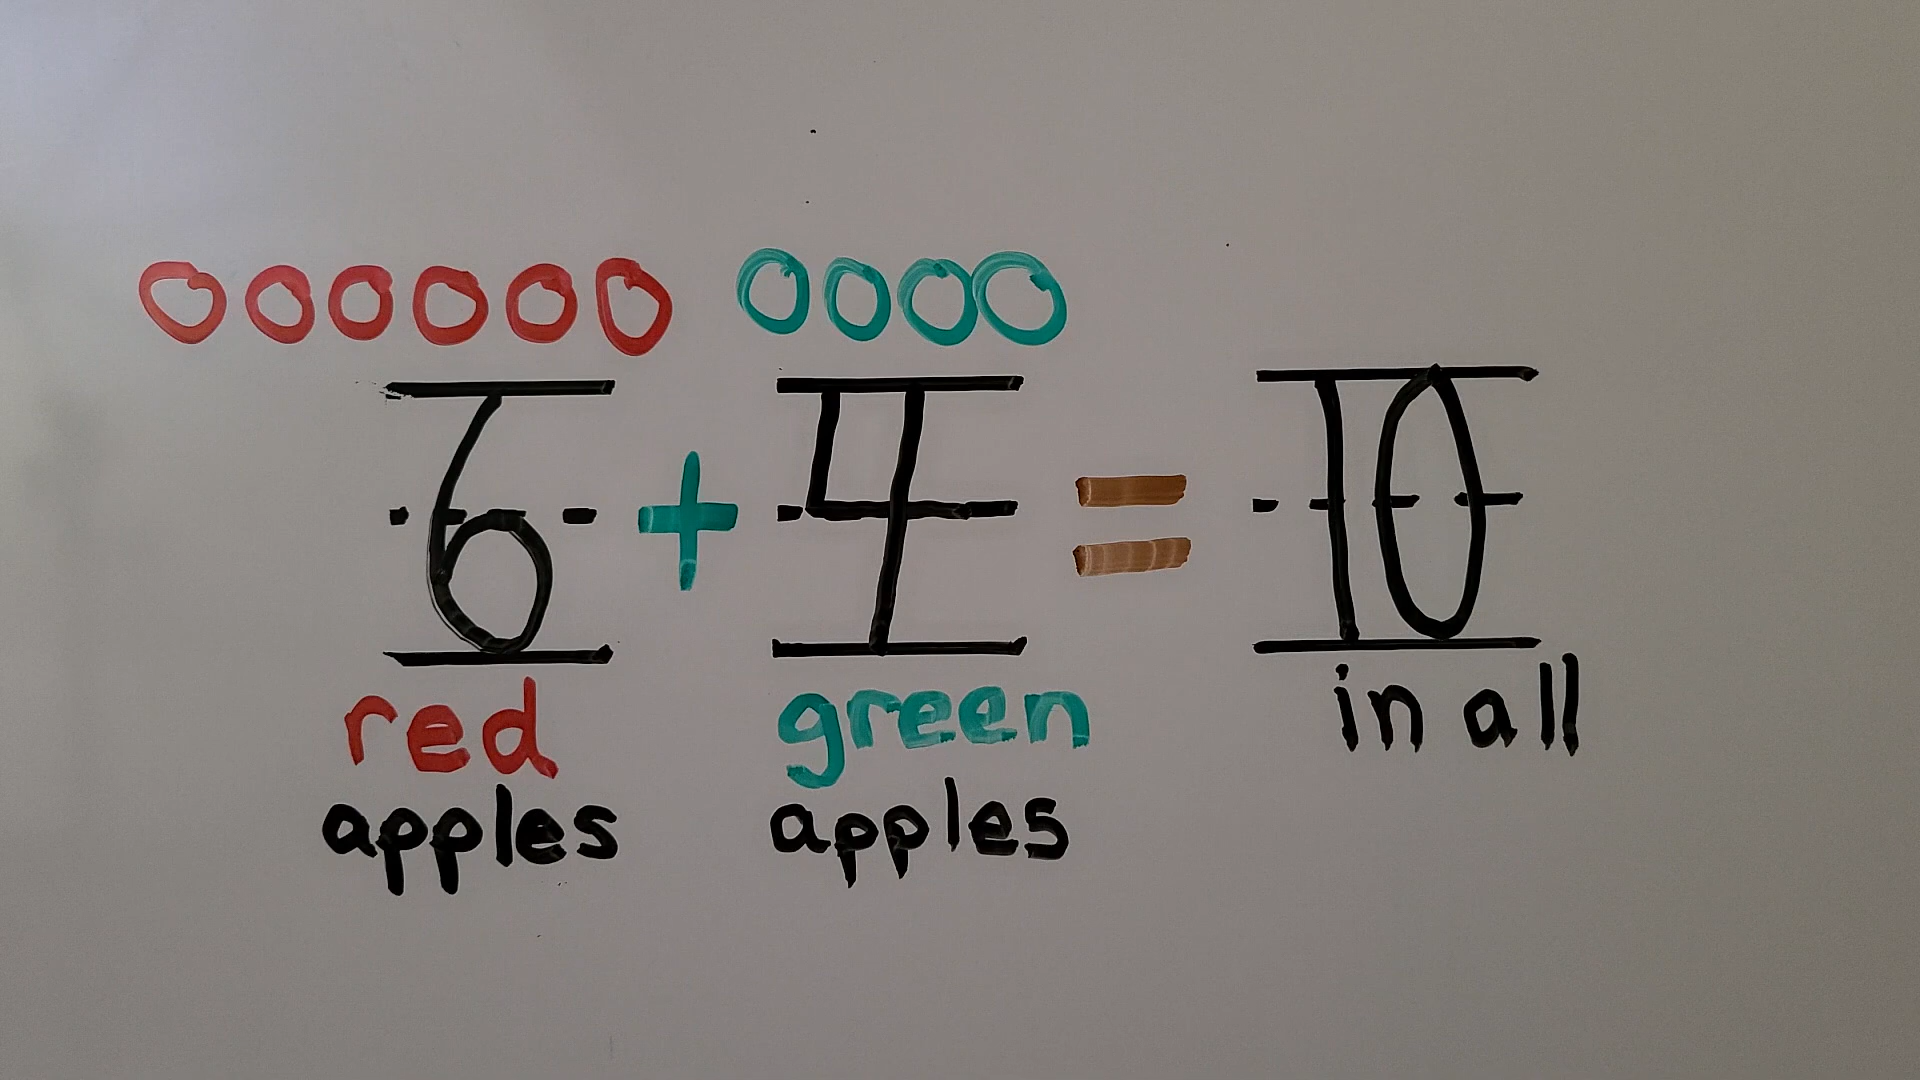 6 + 4 = 10
red green in all
apples apples